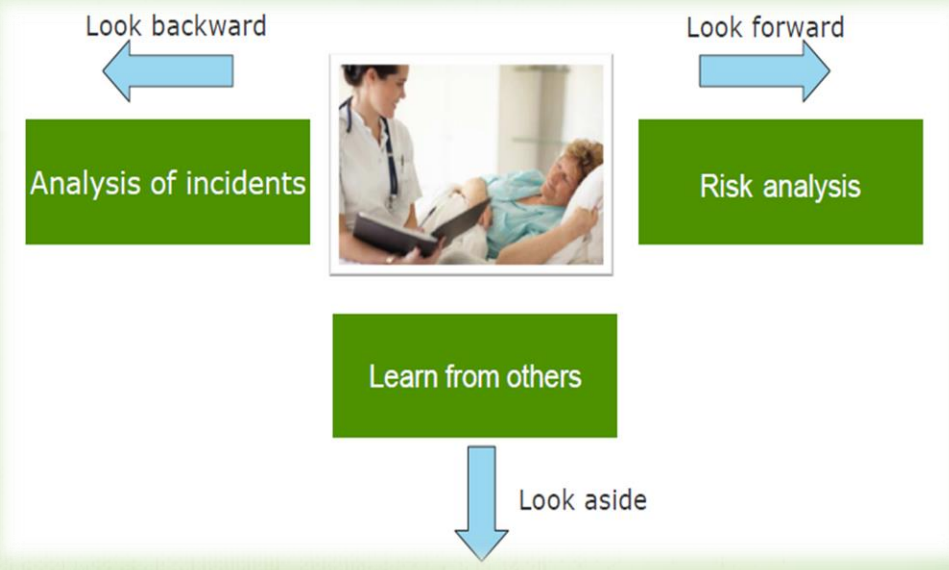 Look backward
Look forward
Analysis of incidents
Risk analysis
Learn from others
Look aside